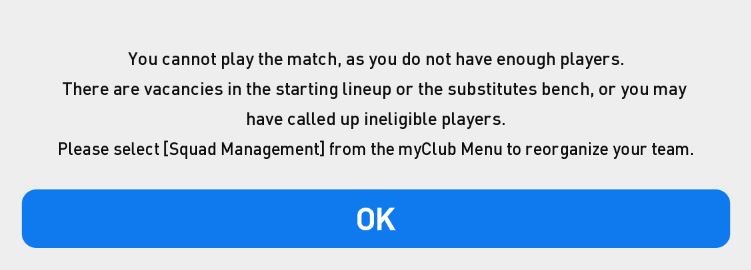 You cannot play the match, as you do not have enough players.
There are vacancies in the starting lineup or the substitutes bench, or you may
have called up ineligible players.
Please select [Squad Management] from the myClub Menu to reorganize your team.
OK